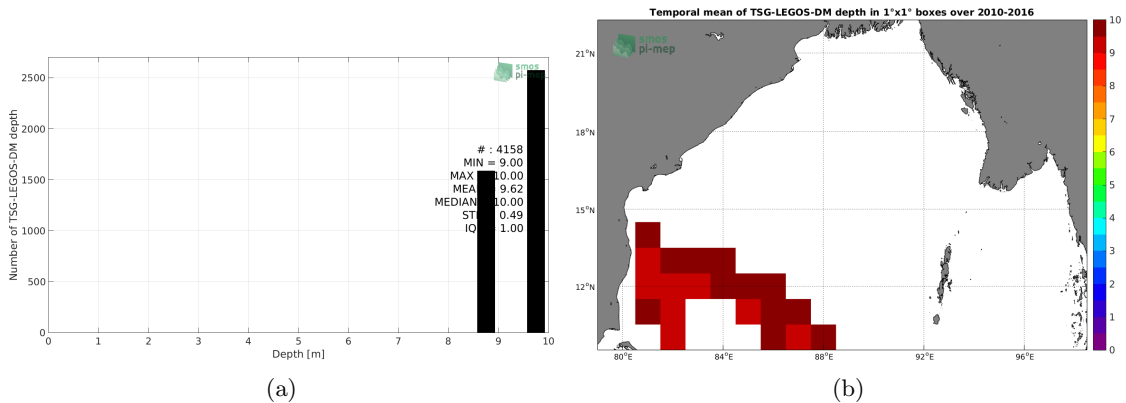 Temporal mean of TSG-LEGOS-DM depth in 1°x1° boxes over 2010-2016
smos
pi-mep
2500
2000
1500
1000
500
0
Number of TSG-LEGOS-DM depth
# : 4158
MIN = 9.00
MAX 10.00
MEA 9.62
MEDIAN 10.00
ST 0.49
IQ 1.00
0 1 2 3 4 5 6 7 8 9 10
Depth [m]
(a)
smos
pi-mep
21°N
18°N
15°N
12°N
80°E 84°E 88°E 92°E 96°E
10
9
8
7
6
5
4
3
2
1
0
(b)